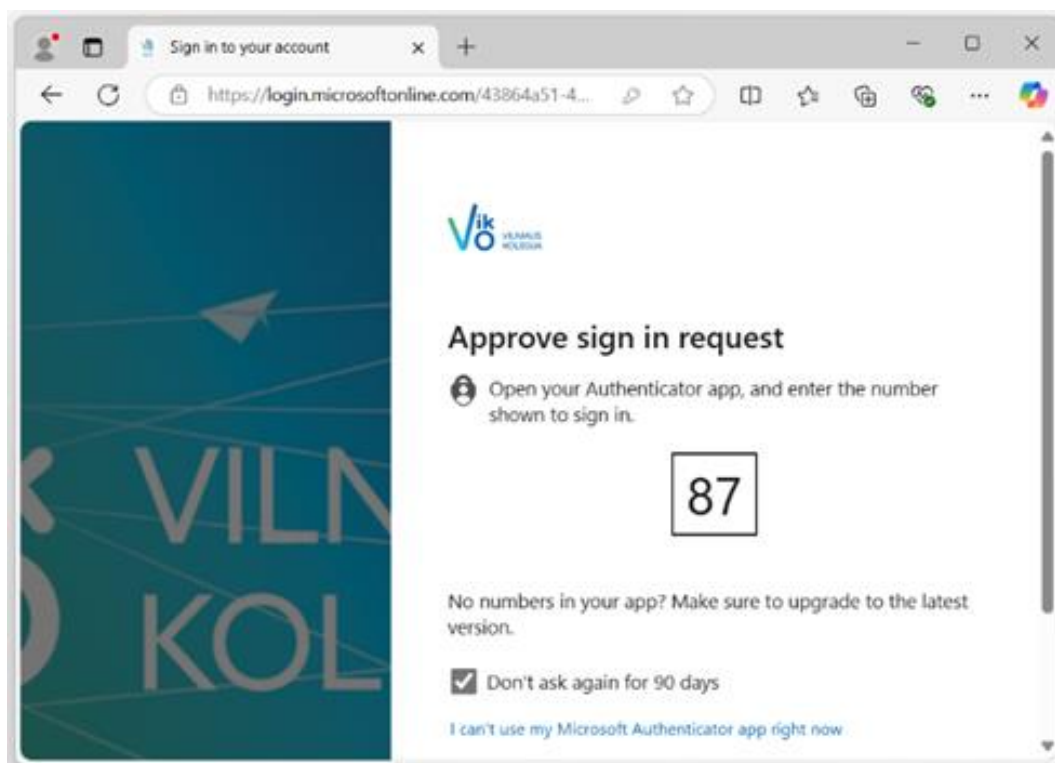 Sign in to your account
https://login.microsoftonline.com/43864a51-4...
Viko VILNIAUS
KOLEGIJA
Approve sign in request
Open your Authenticator app, and enter the number
shown to sign in.
87
No numbers in your app? Make sure to upgrade to the latest
version.
Don't ask again for 90 days
I can't use my Microsoft Authenticator app right now
VILN
KOL